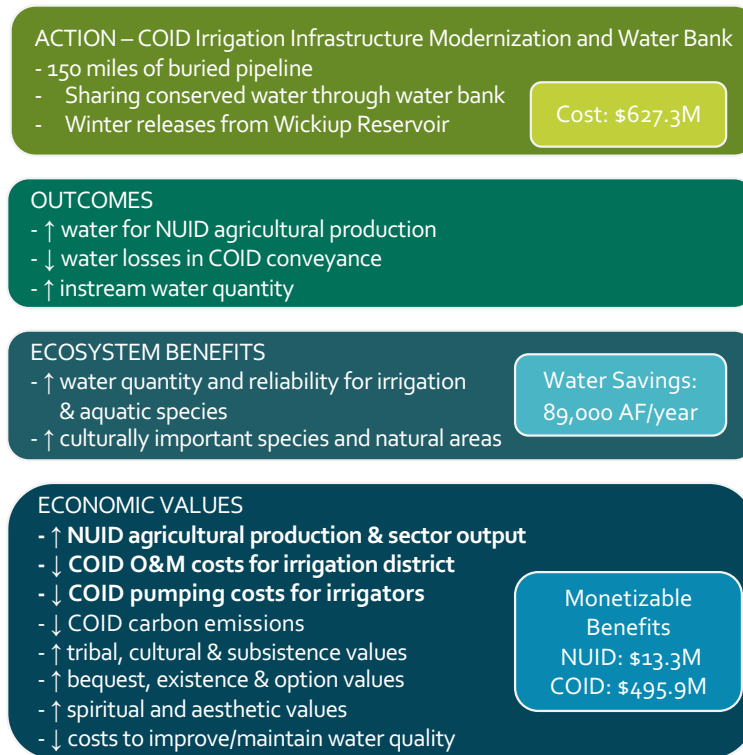 ACTION – COID Irrigation Infrastructure Modernization and Water Bank
- 150 miles of buried pipeline
- Sharing conserved water through water bank
- Winter releases from Wickiup Reservoir
Cost: $627.3M
OUTCOMES
- ↑ water for NUID agricultural production
- ↓ water losses in COID conveyance
- ↑ instream water quantity
ECOSYSTEM BENEFITS
- ↑ water quantity and reliability for irrigation
& aquatic species
- ↑ culturally important species and natural areas
Water Savings:
89,000 AF/year
ECONOMIC VALUES
- ↑ NUID agricultural production & sector output
- ↓ COID O&M costs for irrigation district
- ↓ COID pumping costs for irrigators
- ↓ COID carbon emissions
- ↑ tribal, cultural & subsistence values
- ↑ bequest, existence & option values
- ↑ spiritual and aesthetic values
- ↓ costs to improve/maintain water quality
Monetizable
Benefits
NUID: $13.3M
COID: $495.9M